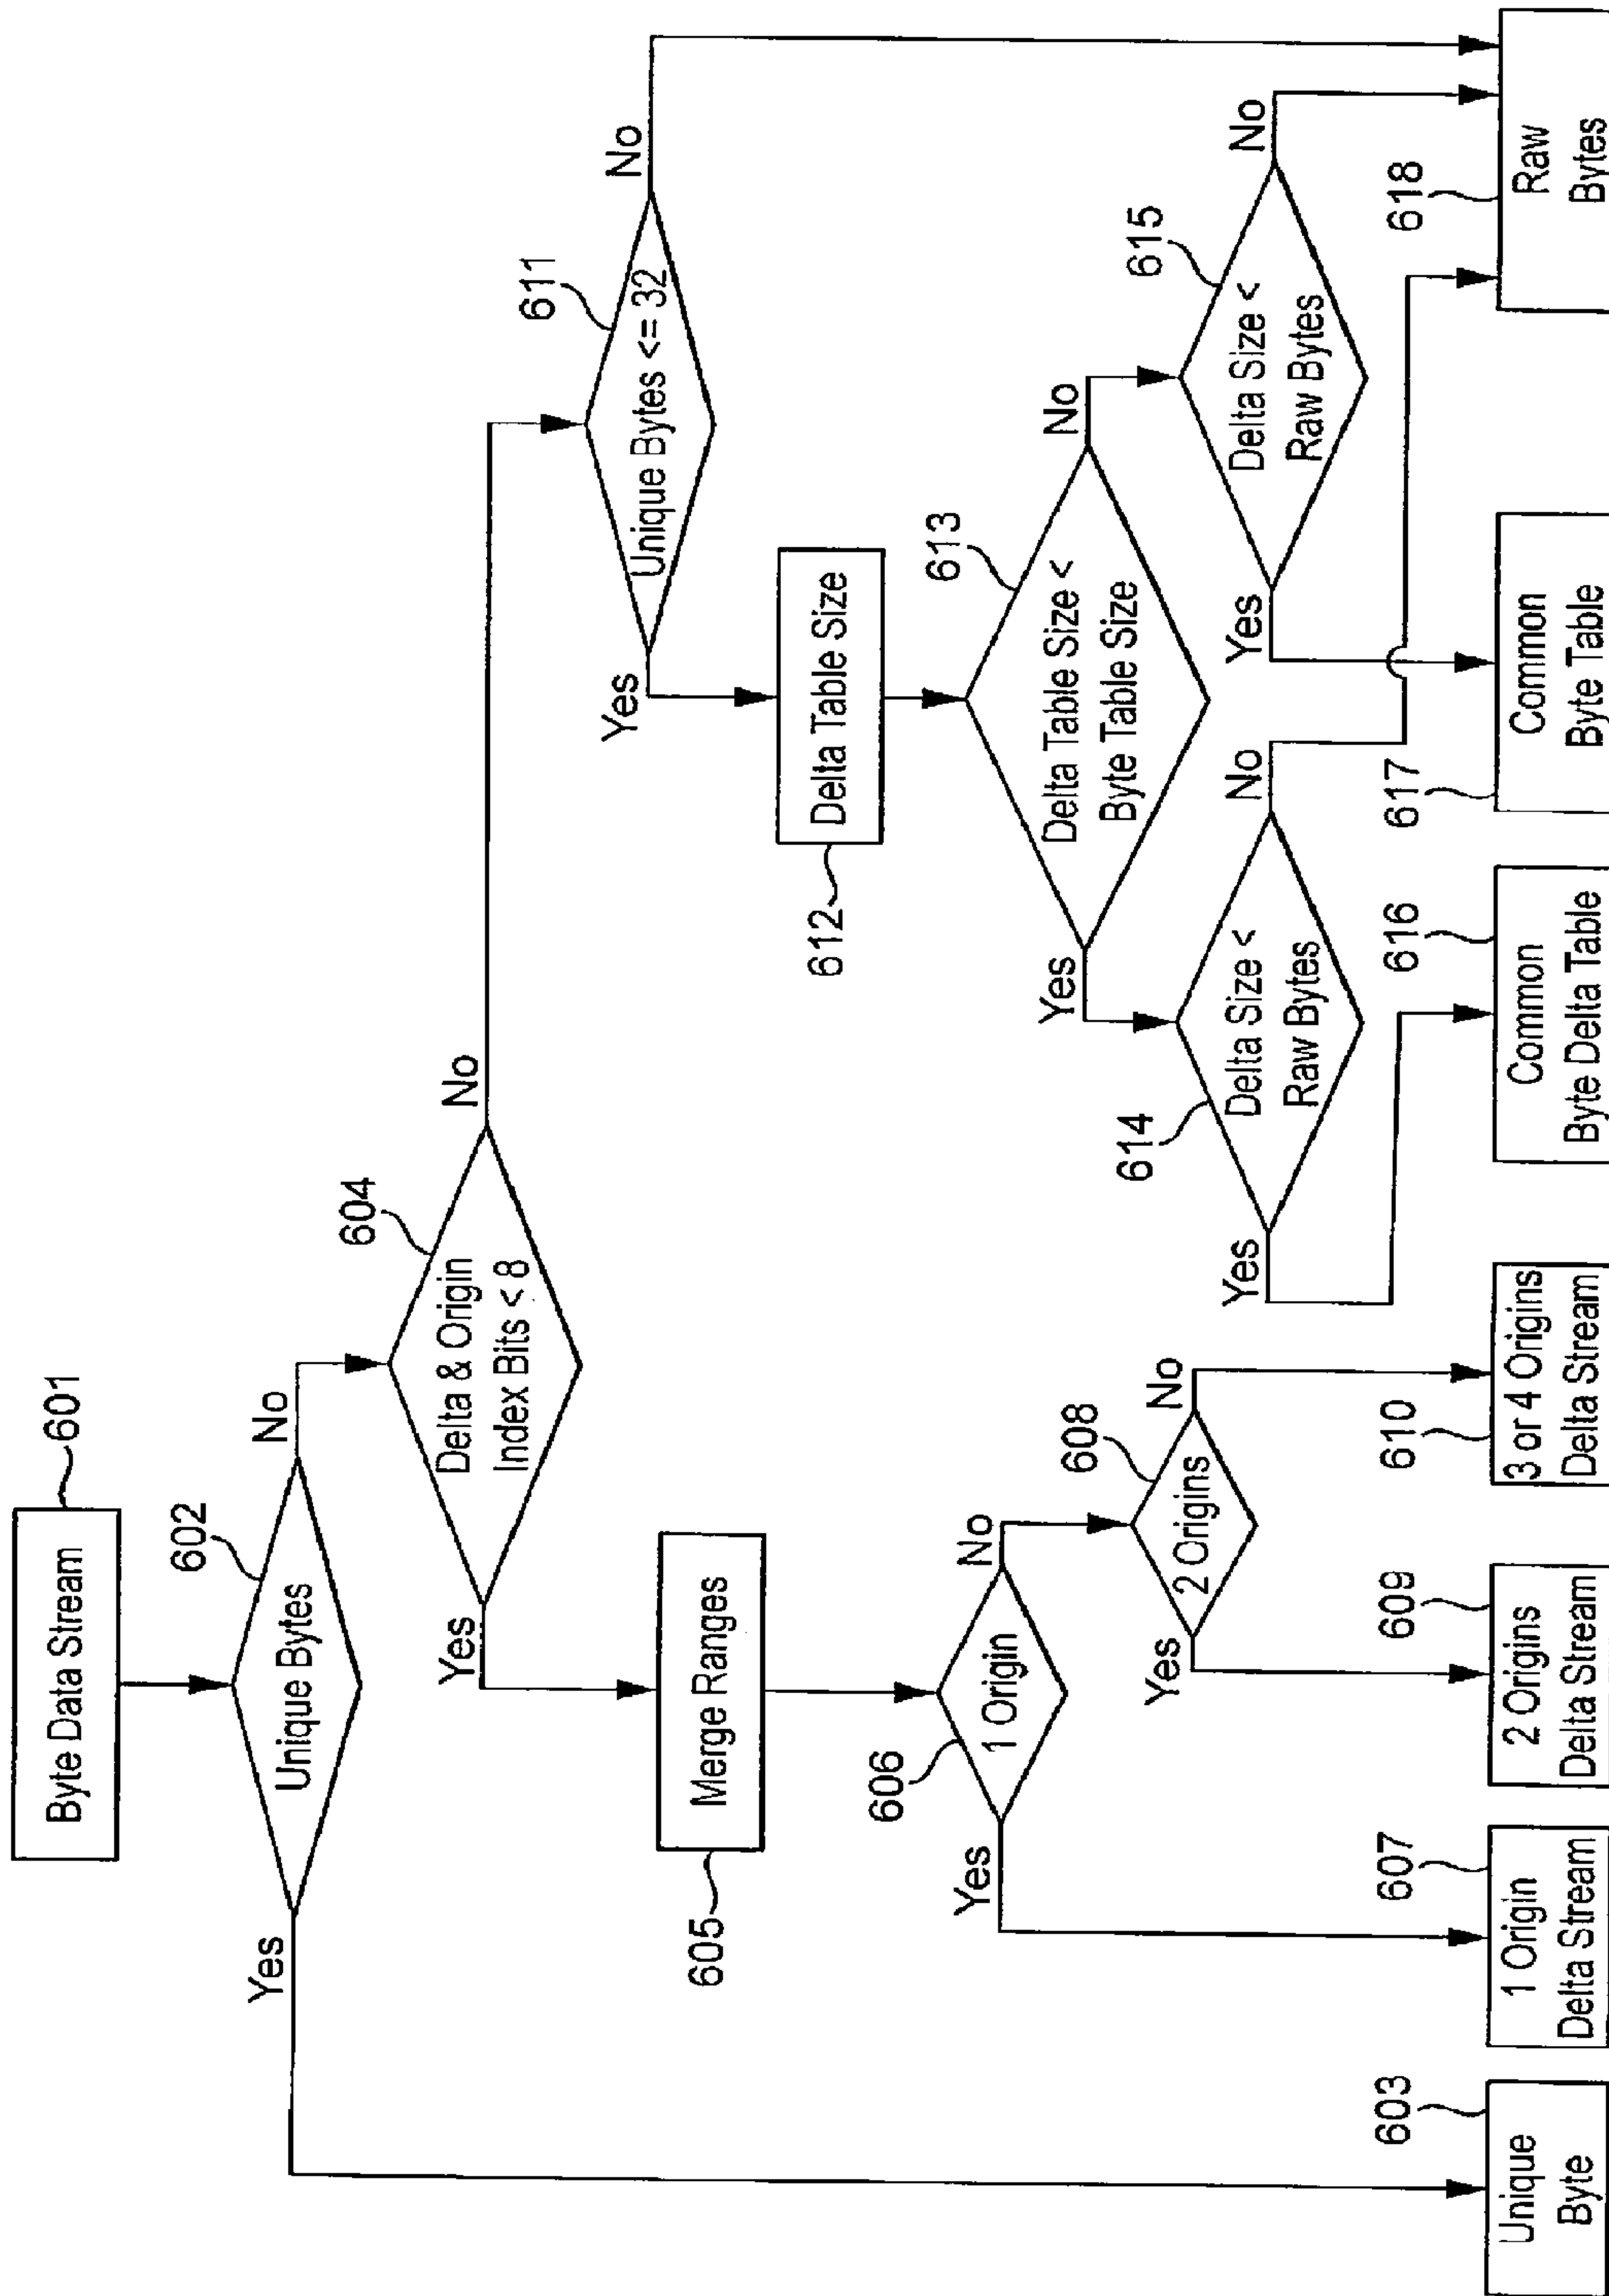 Byte Data Stream
601
602
Unique Bytes
Yes
No
604
Delta & Origin
Index Bits < 8
Yes
No
611
Unique Bytes <= 32
Yes
No
605
Merge Ranges
612
Delta Table Size
606
1 Origin
Yes
No
613
Delta Table Size <
Byte Table Size
Yes
No
608
2 Origins
Yes
No
614
Delta Size <
Raw Bytes
Yes
No
615
Delta Size <
Raw Bytes
Yes
No
603
Unique
Byte
607
1 Origin
Delta Stream
609
2 Origins
Delta Stream
610
3 or 4 Origins
Delta Stream
616
Common
Byte Delta Table
617
Common
Byte Table
618
Raw
Bytes